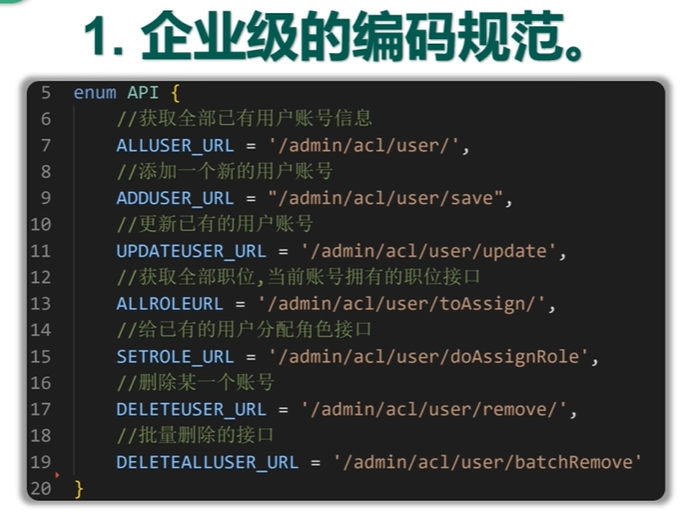 1. 企业级的编码规范。
5 enum API {
6 //获取全部已有用户账号信息
7 ALLUSER_URL = '/admin/acl/user/',
8 //添加一个新的用户账号
9 ADDUSER_URL = "/admin/acl/user/save",
10 //更新已有的用户账号
11 UPDATEUSER_URL = '/admin/acl/user/update',
12 //获取全部职位,当前账号拥有的职位接口
13 ALLROLEURL = '/admin/acl/user/toAssign/',
14 //给已有的用户分配角色接口
15 SETROLE_URL = '/admin/acl/user/doAssignRole',
16 //删除某一个账号
17 DELETEUSER_URL = '/admin/acl/user/remove/',
18 //批量删除的接口
19 DELETEALLUSER_URL = '/admin/acl/user/batchRemove'
20 }